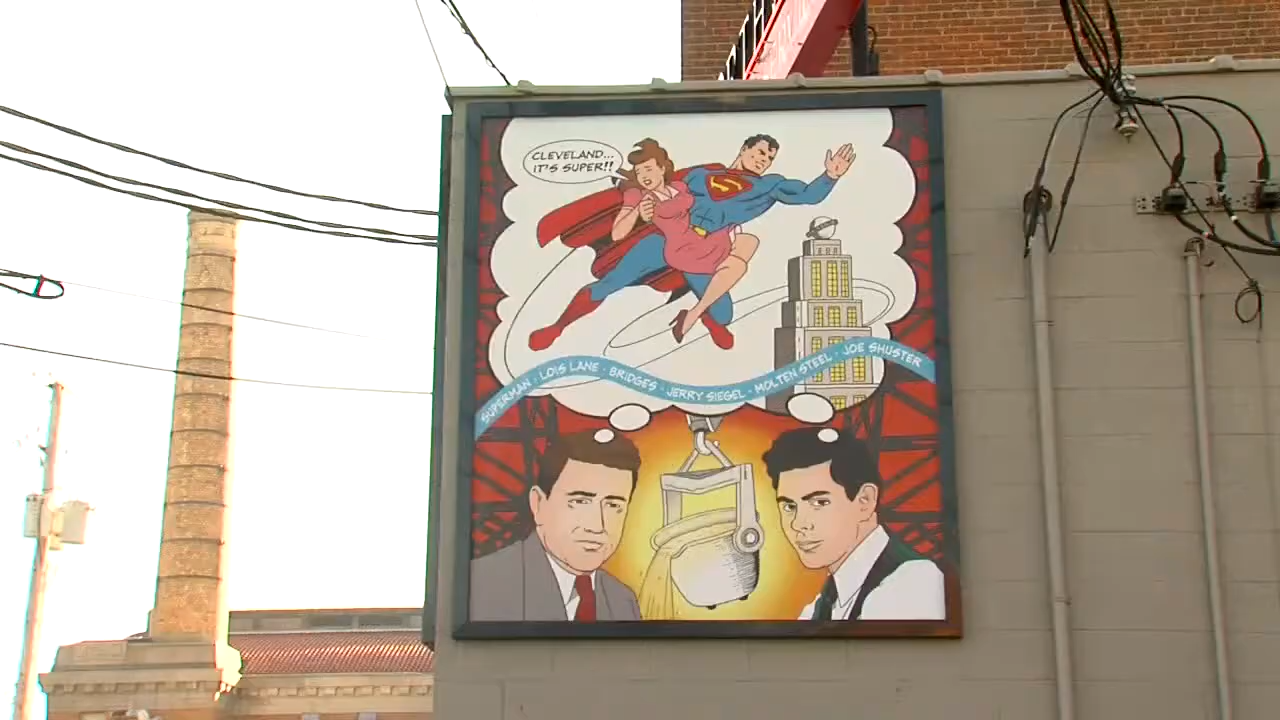 CLEVELAND...
IT'S SUPER!!
S
SUPERMAN · LOIS LANE · BRIDGES · JERRY SIEGEL · MOLTEN STEEL · JOE SHUSTER